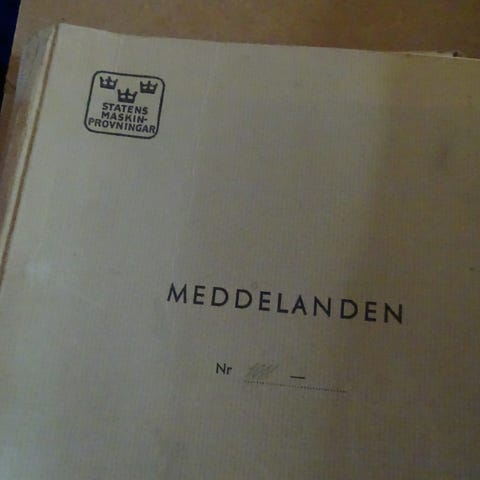 STATENS
MASKIN-
PROVNINGAR
MEDDELANDEN
Nr —